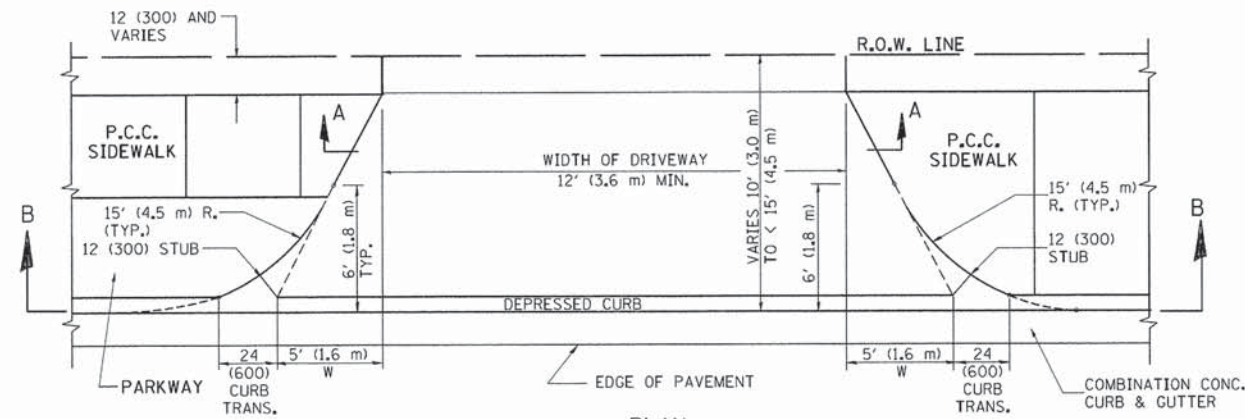 12 (300) AND
VARIES
R.O.W. LINE
A
A
P.C.C.
SIDEWALK
P.C.C.
SIDEWALK
WIDTH OF DRIVEWAY
12' (3.6 m) MIN.
VARIES 10' (3.0 m)
TO < 15' (4.5 m)
B
B
15' (4.5 m) R.
(TYP.)
12 (300) STUB
6' (1.8 m)
TYP.
6' (1.8 m)
15' (4.5 m)
R. (TYP.)
12 (300)
STUB
DEPRESSED CURB
24
(600)
CURB
TRANS.
5' (1.6 m)
W
5' (1.6 m)
W
24
(600)
CURB
TRANS.
PARKWAY
EDGE OF PAVEMENT
COMBINATION CONC.
CURB & GUTTER